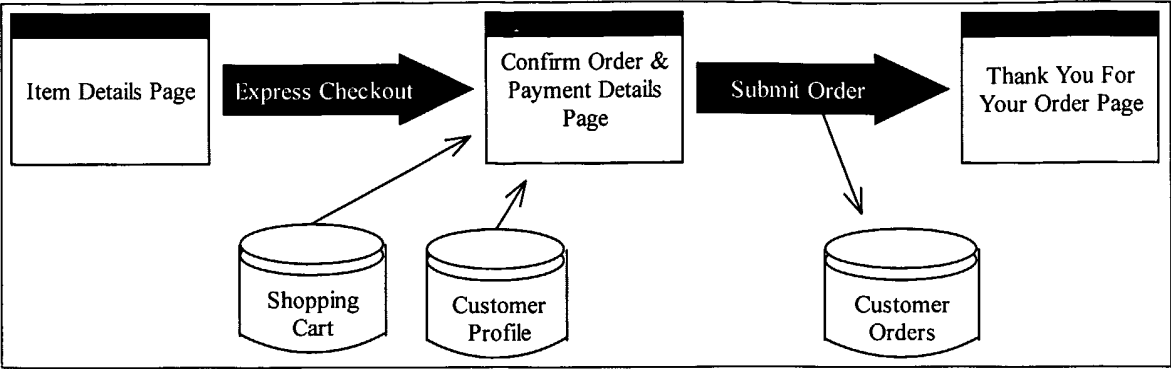 Item Details Page
Express Checkout
Confirm Order &
Payment Details
Page
Submit Order
Thank You For
Your Order Page
Shopping
Cart
Customer
Profile
Customer
Orders